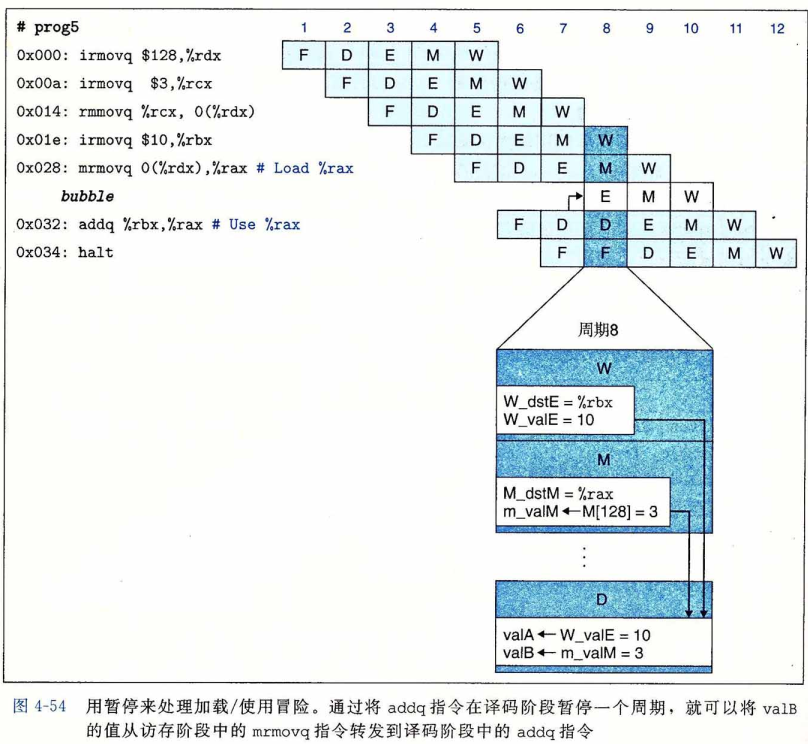 # prog5 1 2 3 4 5 6 7 8 9 10 11 12
0x000: irmovq $128,%rdx F D E M W
0x00a: irmovq $3,%rcx F D E M W
0x014: rmmovq %rcx, 0(%rdx) F D E M W
0x01e: irmovq $10,%rbx F D E M W
0x028: mrmovq 0(%rdx),%rax # Load %rax F D E M W
bubble E M W
0x032: addq %rbx,%rax # Use %rax F D D E M W
0x034: halt F F D E M W
周期8
W
W_dstE = %rbx
W_valE = 10
M
M_dstM = %rax
m_valM ← M[128] = 3
⋮
D
valA ← W_valE = 10
valB ← m_valM = 3
图 4-54 用暂停来处理加载/使用冒险。通过将 addq 指令在译码阶段暂停一个周期，就可以将 valB
的值从访存阶段中的 mrmovq 指令转发到译码阶段中的 addq 指令